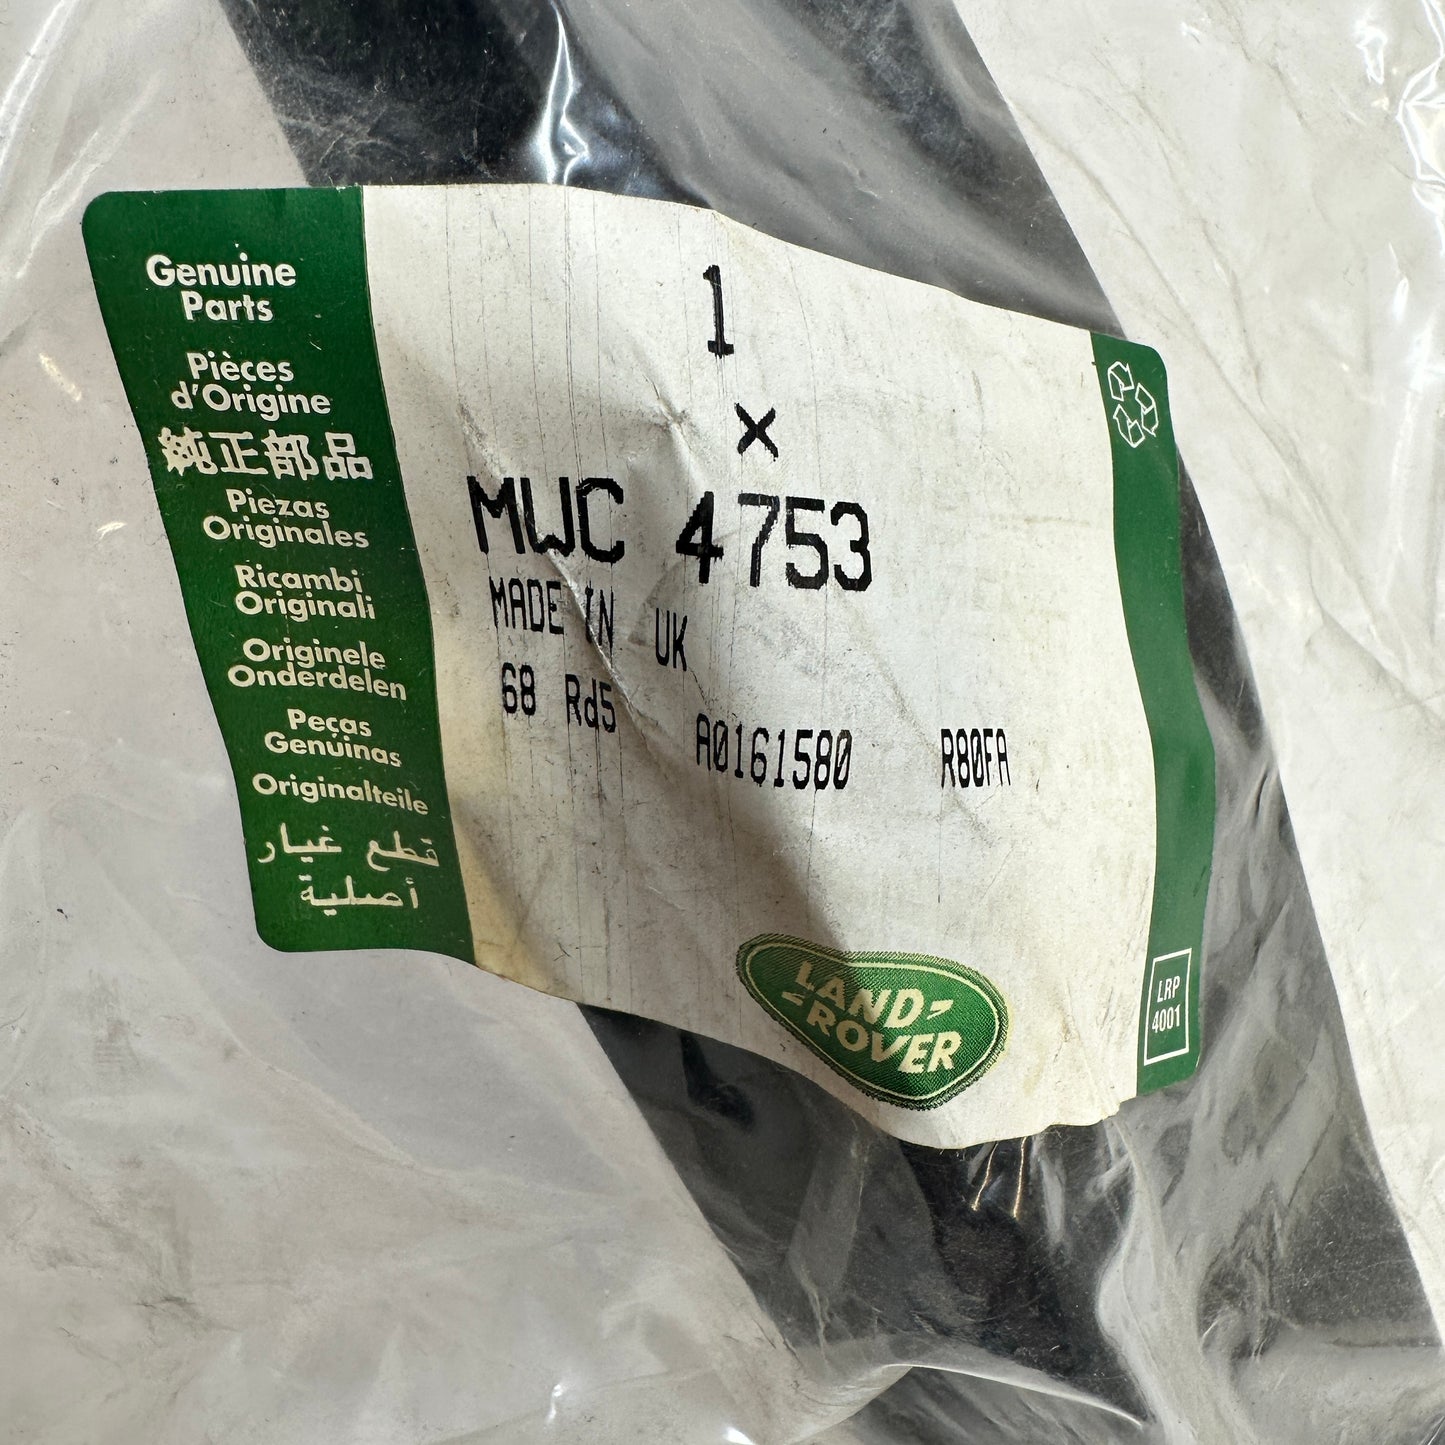 Genuine
Parts
Pièces
d'Origine
純正部品
Piezas
Originales
Ricambi
Originali
Originele
Onderdelen
Peças
Genüinas
Originalteile
قطع غيار
أصلية
1
x
MWC 4753
MADE IN UK
68 Rd5 A0161580 R80FA
LAND-
-ROVER
LRP
4001